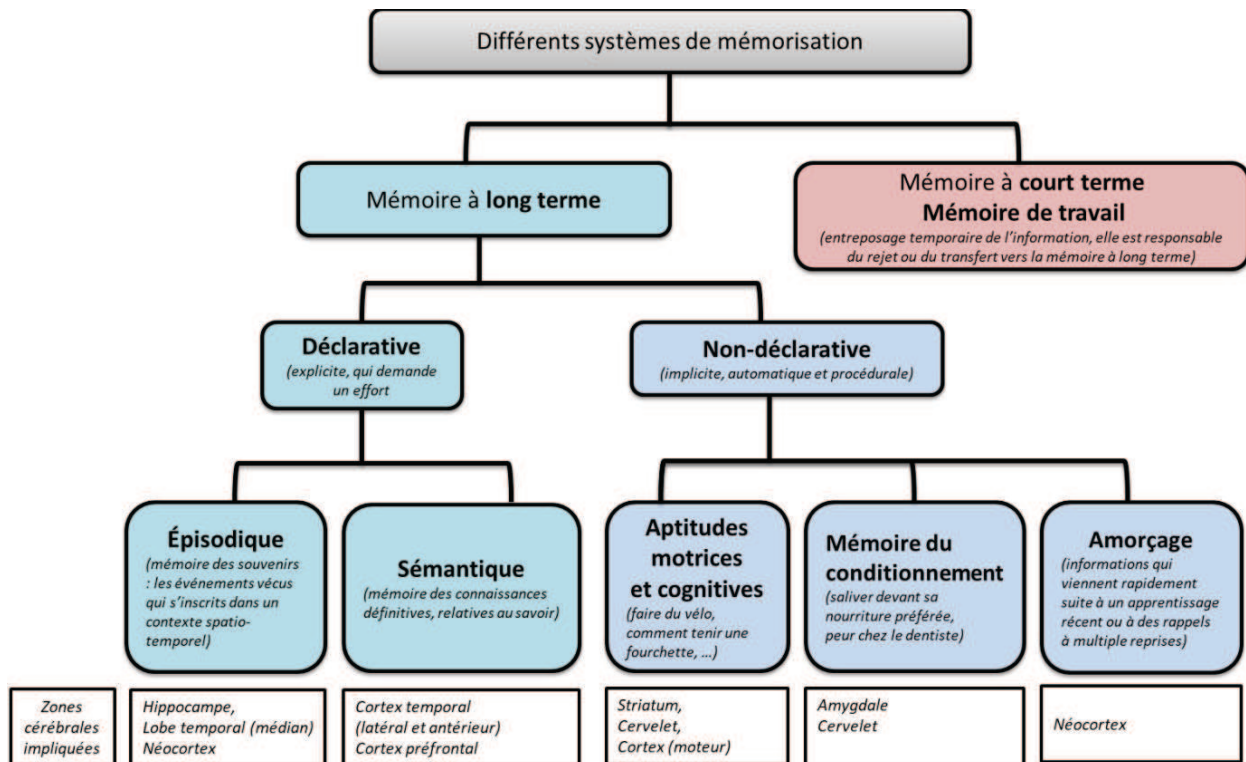 Différents systèmes de mémorisation
Mémoire à long terme
Mémoire à court terme
Mémoire de travail
(entreposage temporaire de l'information, elle est responsable
du rejet ou du transfert vers la mémoire à long terme)
Déclarative
(explicite, qui demande
un effort
Non-déclarative
(implicite, automatique et procédurale)
Épisodique
(mémoire des souvenirs
: les événements vécus
qui s'inscrits dans un
contexte spatio-
temporel)
Sémantique
(mémoire des connaissances
définitives, relatives au savoir)
Aptitudes
motrices
et cognitives
(faire du vélo,
comment tenir une
fourchette, ...)
Mémoire du
conditionnement
(saliver devant sa
nourriture préférée,
peur chez le dentiste)
Amorçage
(informations qui
viennent rapidement
suite à un apprentissage
récent ou à des rappels
à multiple reprises)
Zones
cérébrales
impliquées
Hippocampe,
Lobe temporal (médian)
Néocortex
Cortex temporal
(latéral et antérieur)
Cortex préfrontal
Striatum,
Cervelet,
Cortex (moteur)
Amygdale
Cervelet
Néocortex